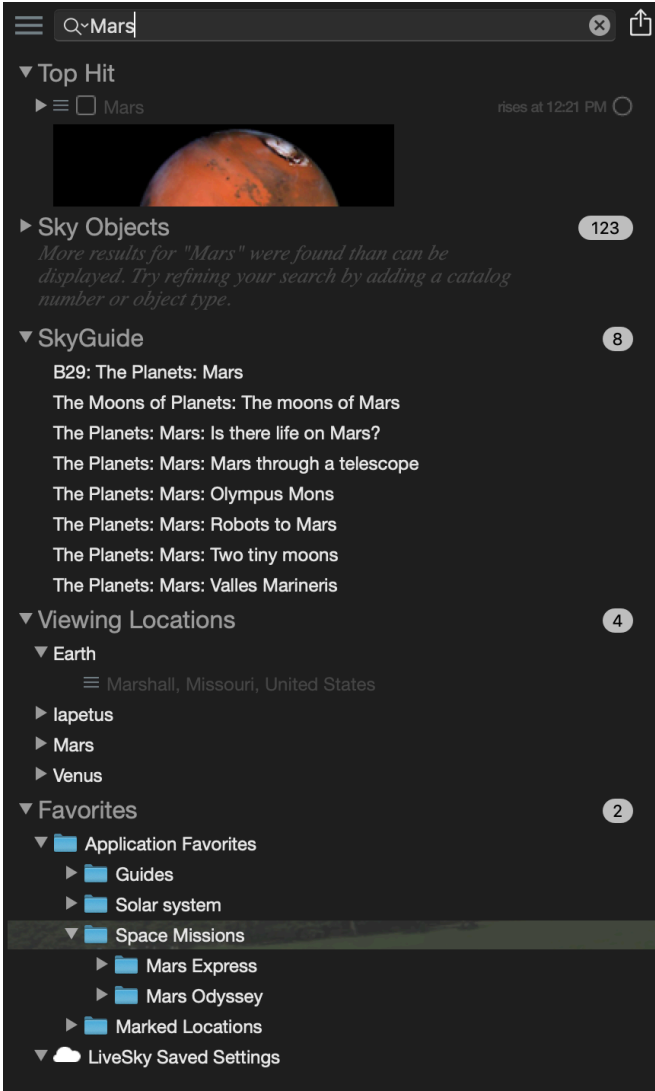 Mars
Top Hit
Mars rises at 12:21 PM
Sky Objects 123
More results for "Mars" were found than can be
displayed. Try refining your search by adding a catalog
number or object type.
SkyGuide 8
B29: The Planets: Mars
The Moons of Planets: The moons of Mars
The Planets: Mars: Is there life on Mars?
The Planets: Mars: Mars through a telescope
The Planets: Mars: Olympus Mons
The Planets: Mars: Robots to Mars
The Planets: Mars: Two tiny moons
The Planets: Mars: Valles Marineris
Viewing Locations 4
Earth
Marshall, Missouri, United States
Iapetus
Mars
Venus
Favorites 2
Application Favorites
Guides
Solar system
Space Missions
Mars Express
Mars Odyssey
Marked Locations
LiveSky Saved Settings